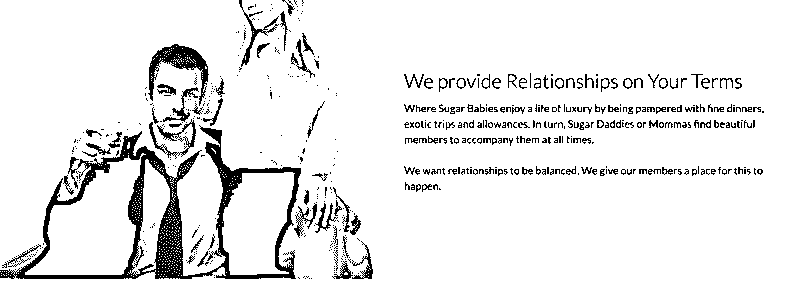 We provide Relationships on Your Terms
Where Sugar Babies enjoy a life of luxury by being pampered with fine dinners,
exotic trips and allowances. In turn, Sugar Daddies or Mommas find beautiful
members to accompany them at all times.
We want relationships to be balanced. We give our members a place for this to
happen.